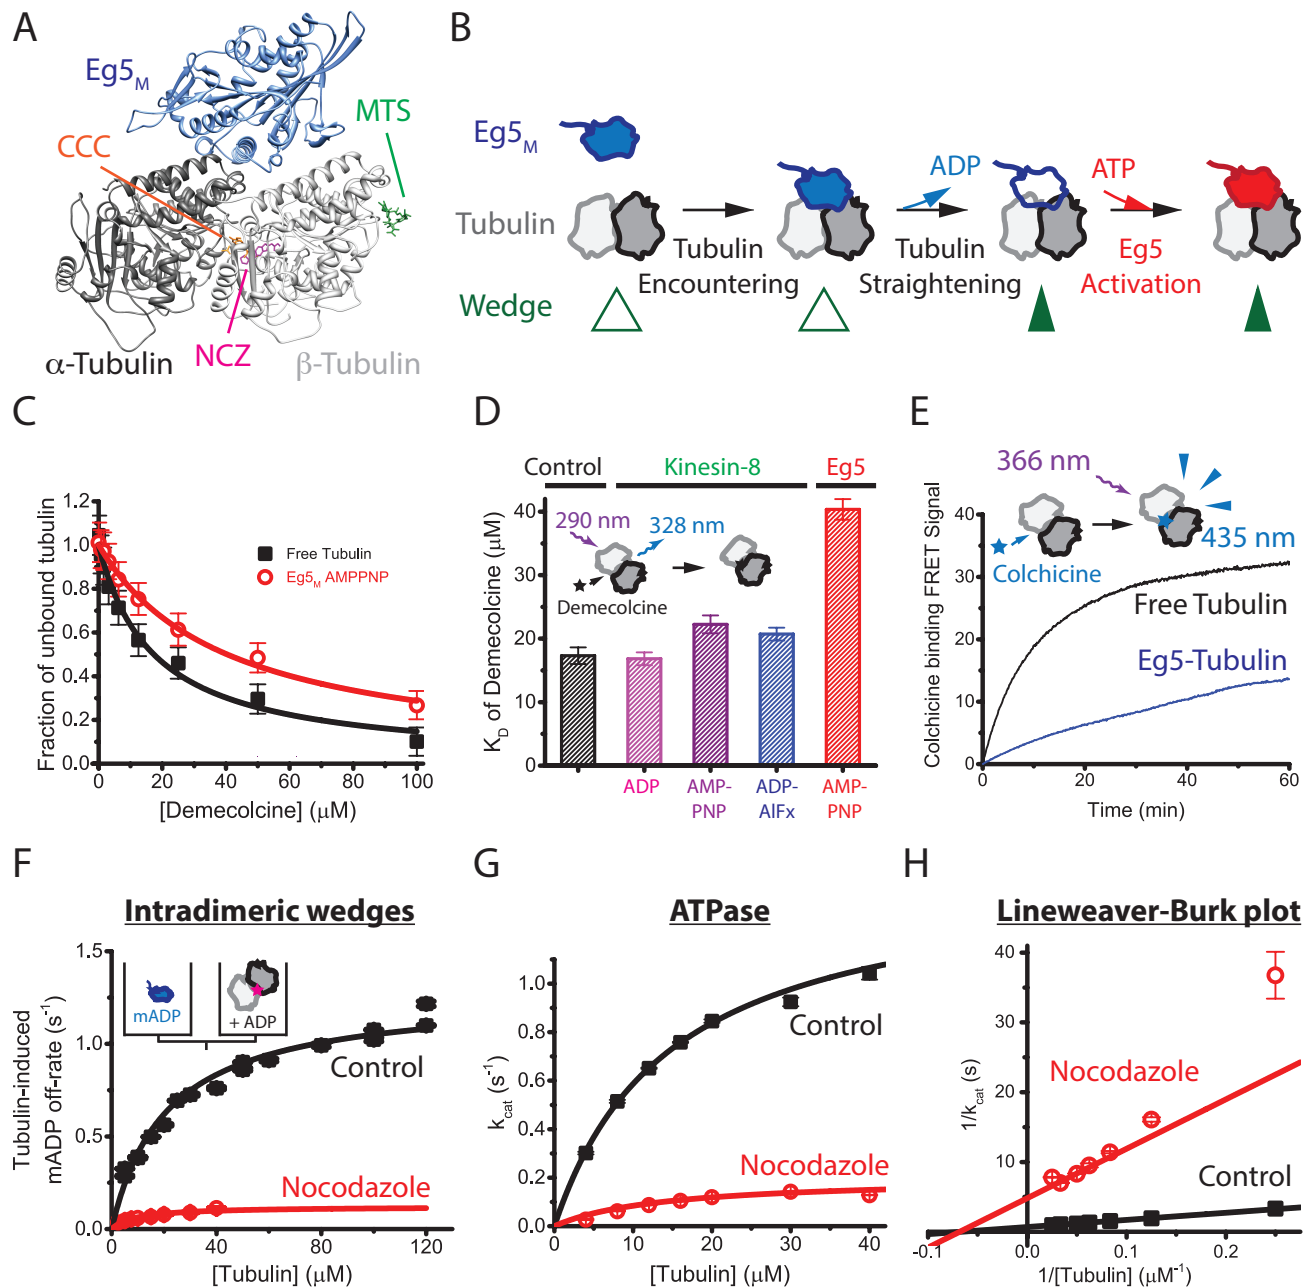 A
Eg5M
MTS
CCC
NCZ
α-Tubulin
β-Tubulin
B
Eg5M
Tubulin
Wedge
Tubulin
Encountering
ADP
Tubulin
Straightening
ATP
Eg5
Activation
C
Fraction of unbound tubulin
1.2
1.0
0.8
0.6
0.4
0.2
0.0
Free Tubulin
Eg5M AMPPNP
0 20 40 60 80 100
[Demecolcine] (μM)
D
Control Kinesin-8 Eg5
KD of Demecolcine (μM)
40
30
20
10
0
290 nm
328 nm
Demecolcine
ADP
AMP-
PNP
ADP-
AlFx
AMP-
PNP
E
366 nm
435 nm
Colchicine
Colchicine binding FRET Signal
40
30
20
10
0
Free Tubulin
Eg5-Tubulin
0 20 40 60
Time (min)
F
Intradimeric wedges
Tubulin-induced
mADP off-rate (s-1)
1.5
1.0
0.5
0.0
mADP
+ ADP
Control
Nocodazole
0 40 80 120
[Tubulin] (μM)
G
ATPase
kcat (s-1)
1.0
0.8
0.6
0.4
0.2
0.0
Control
Nocodazole
0 10 20 30 40
[Tubulin] (μM)
H
Lineweaver-Burk plot
1/kcat (s)
40
30
20
10
Nocodazole
Control
-0.1 0.0 0.1 0.2
1/[Tubulin] (μM-1)